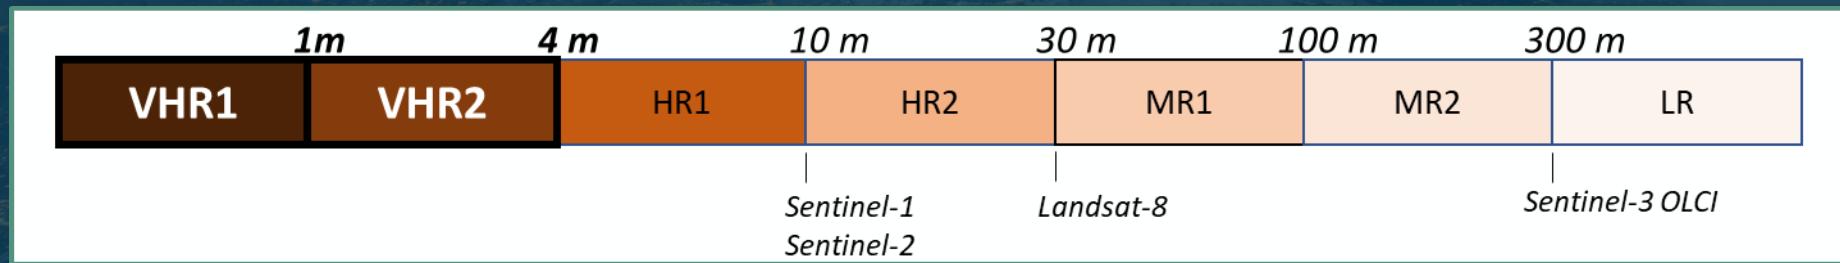 1m 4 m 10 m 30 m 100 m 300 m
VHR1 VHR2 HR1 HR2 MR1 MR2 LR
Sentinel-1 Landsat-8 Sentinel-3 OLCI
Sentinel-2